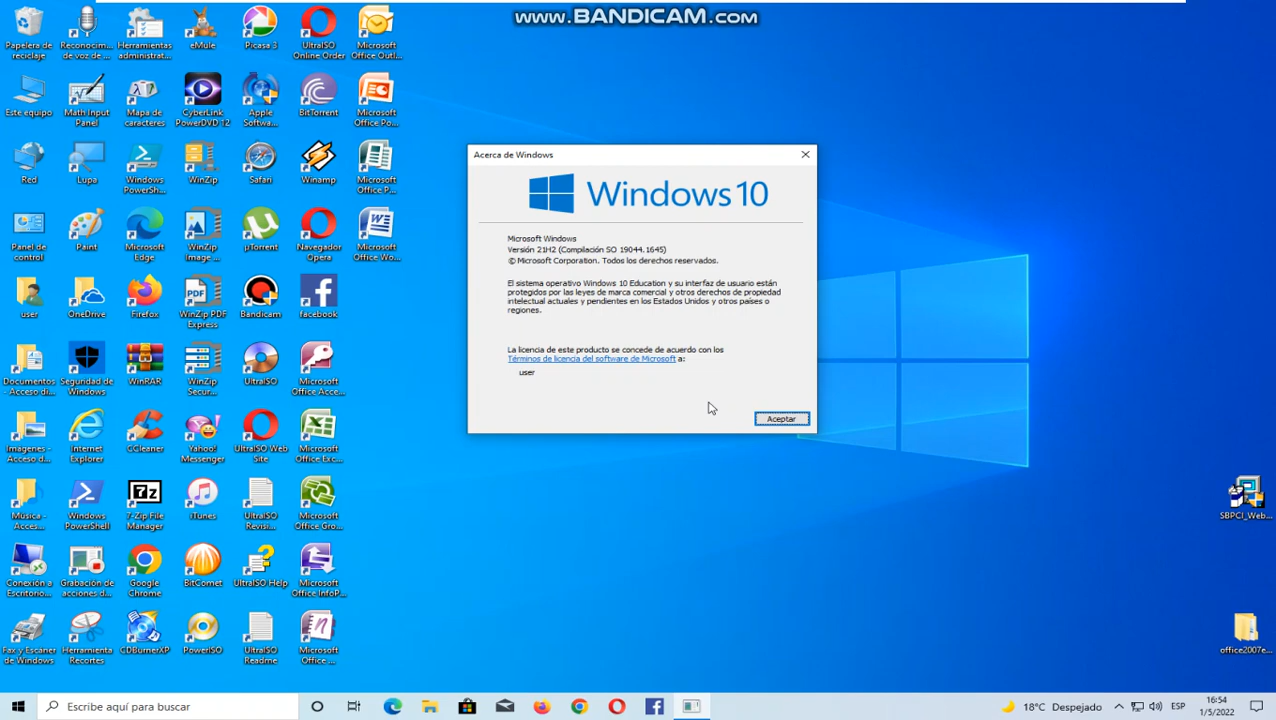 www.BANDICAM.com
Papelera de
reciclaje
Reconocim...
de voz de ...
Herramientas
administrat...
eMule
Picasa 3
UltraISO
Online Order
Microsoft
Office Outl...
Este equipo
Math Input
Panel
Mapa de
caracteres
CyberLink
PowerDVD 12
Apple
Softwa...
BitTorrent
Microsoft
Office Po...
Red
Lupa
Windows
PowerSh...
WinZip
Safari
Winamp
Microsoft
Office P...
Panel de
control
Paint
Microsoft
Edge
WinZip
Image ...
µTorrent
Navegador
Opera
Microsoft
Office Wo...
user
OneDrive
Firefox
PDF
WinZip PDF
Express
Bandicam
facebook
Documentos
- Acceso di...
Seguridad de
Windows
WinRAR
WinZip
Secur...
UltraISO
Microsoft
Office Acce...
Imágenes -
Acceso d...
Internet
Explorer
CCleaner
Yahoo!
Messenger
UltraISO Web
Site
Microsoft
Office Exc...
Música -
Acces...
Windows
PowerShell
7z
7-Zip File
Manager
iTunes
UltraISO
Revisi...
Microsoft
Office Gro...
Conexión a
Escritorio...
Grabación de
acciones d...
Google
Chrome
BitComet
UltraISO Help
Microsoft
Office InfoP...
Fax y Escáner
de Windows
Herramienta
Recortes
CDBurnerXP
PowerISO
UltraISO
Readme
Microsoft
Office ...
Acerca de Windows
Windows 10
Microsoft Windows
Versión 21H2 (Compilación SO 19044.1645)
© Microsoft Corporation. Todos los derechos reservados.
El sistema operativo Windows 10 Education y su interfaz de usuario están
protegidos por las leyes de marca comercial y otros derechos de propiedad
intelectual actuales y pendientes en los Estados Unidos y otros países o
regiones.
La licencia de este producto se concede de acuerdo con los
Términos de licencia del software de Microsoft a:
user
Aceptar
SBPCI_Web...
office2007e...
Escribe aquí para buscar
18°C Despejado
ESP
16:54
1/5/2022